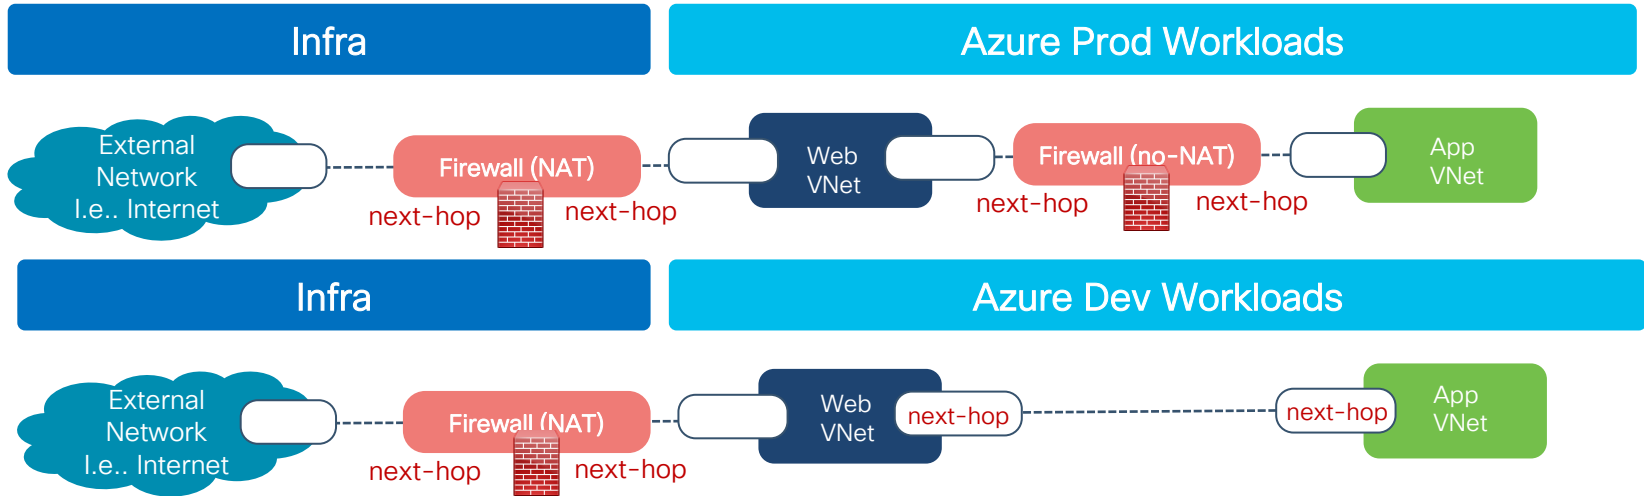 Infra
Azure Prod Workloads
External
Network
I.e.. Internet
Firewall (NAT)
next-hop
next-hop
Web
VNet
Firewall (no-NAT)
next-hop
next-hop
App
VNet
Infra
Azure Dev Workloads
External
Network
I.e.. Internet
Firewall (NAT)
next-hop
next-hop
Web
VNet
next-hop
next-hop
App
VNet